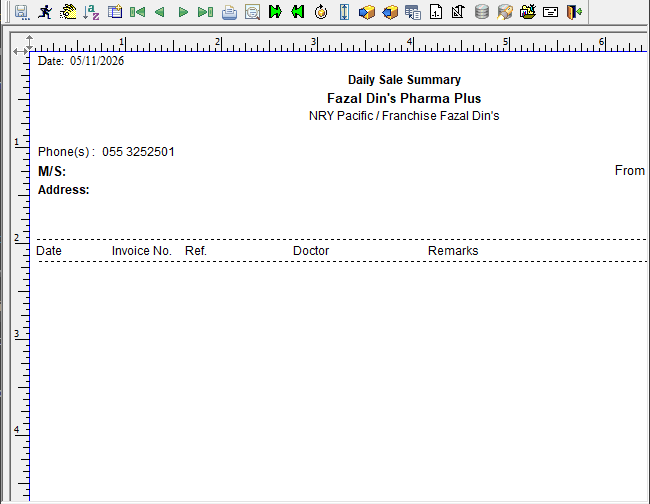 1 2 3 4 5 6
Date: 05/11/2026
Daily Sale Summary
Fazal Din's Pharma Plus
NRY Pacific / Franchise Fazal Din's
1
Phone(s) : 055 3252501
M/S:
From
Address:
2
Date Invoice No. Ref. Doctor Remarks
3
4